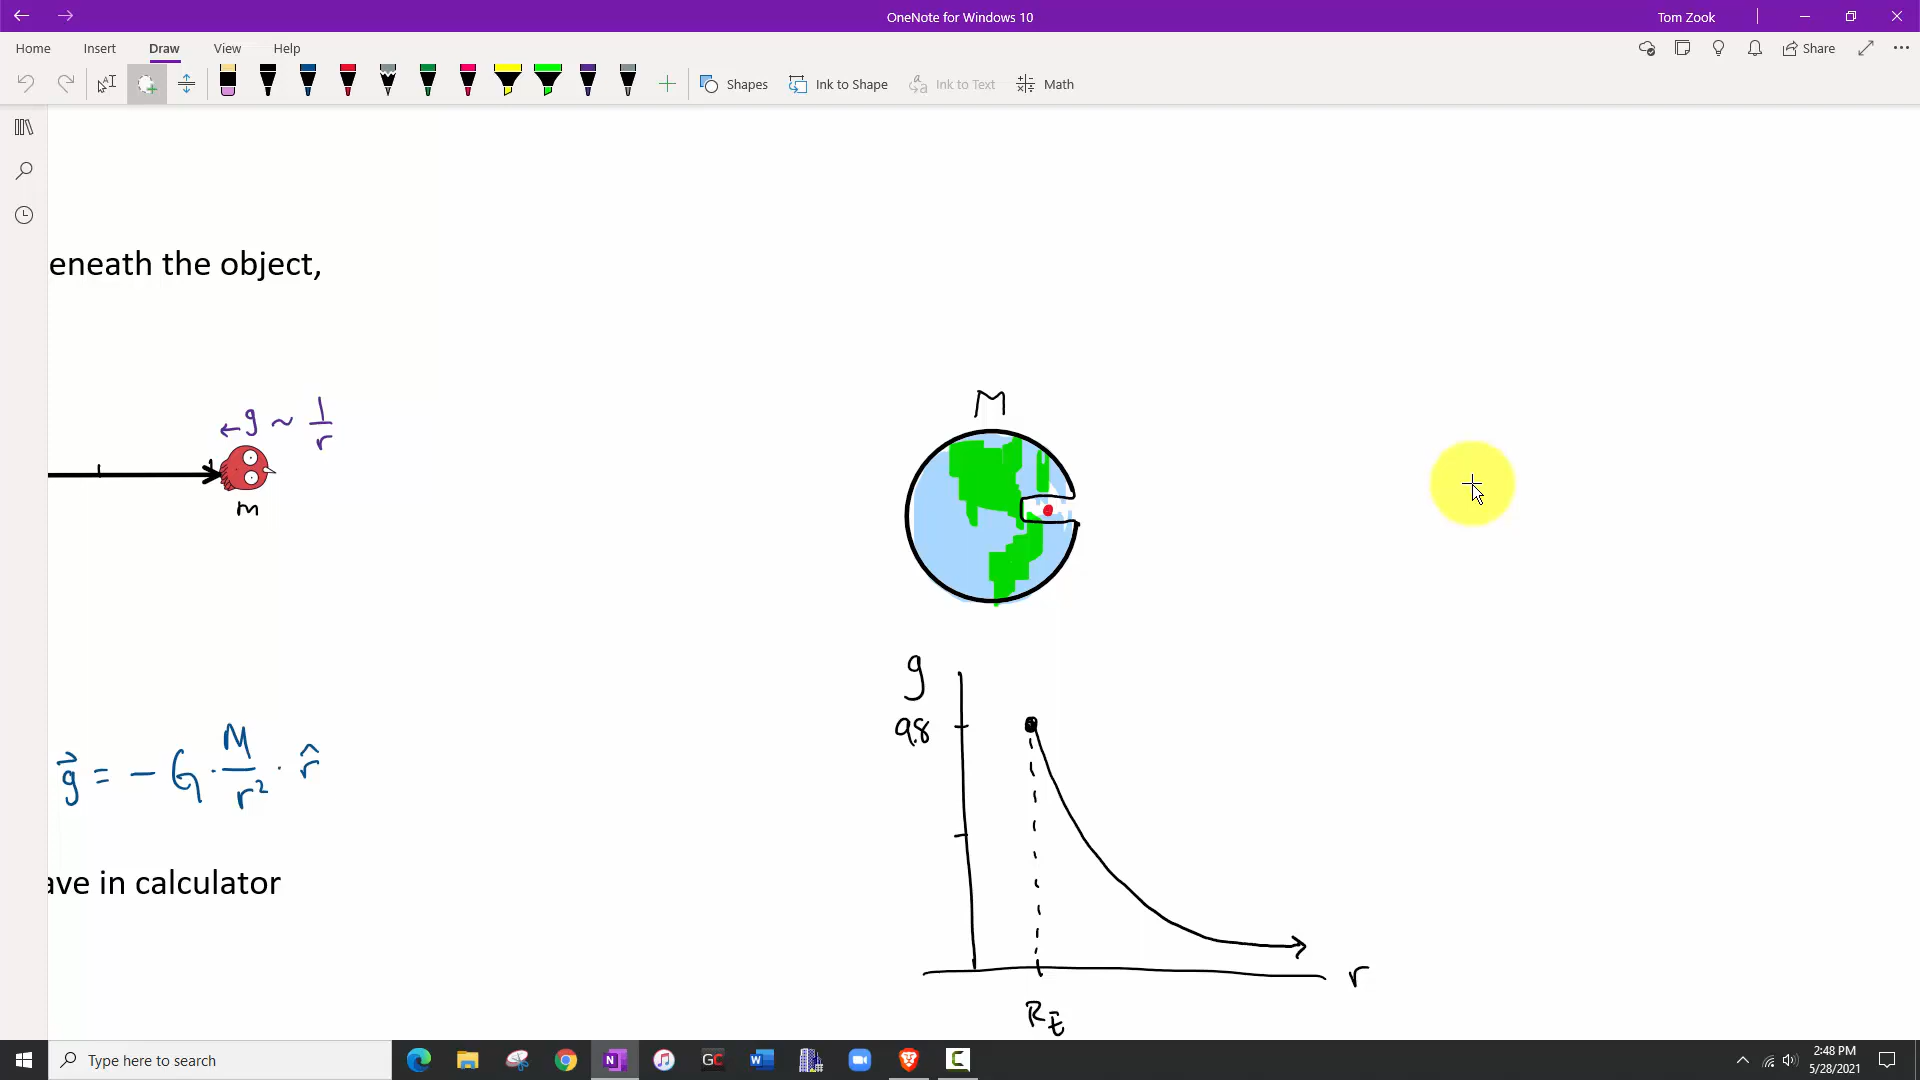 OneNote for Windows 10
Tom Zook
Home Insert Draw View Help
Share
Shapes Ink to Shape Ink to Text Math
eneath the object,
M
g ~ 1/r
m
g
9.8
g⃗ = - G · M/r² · r̂
ave in calculator
r
R_E
Type here to search
GC
2:48 PM
5/28/2021